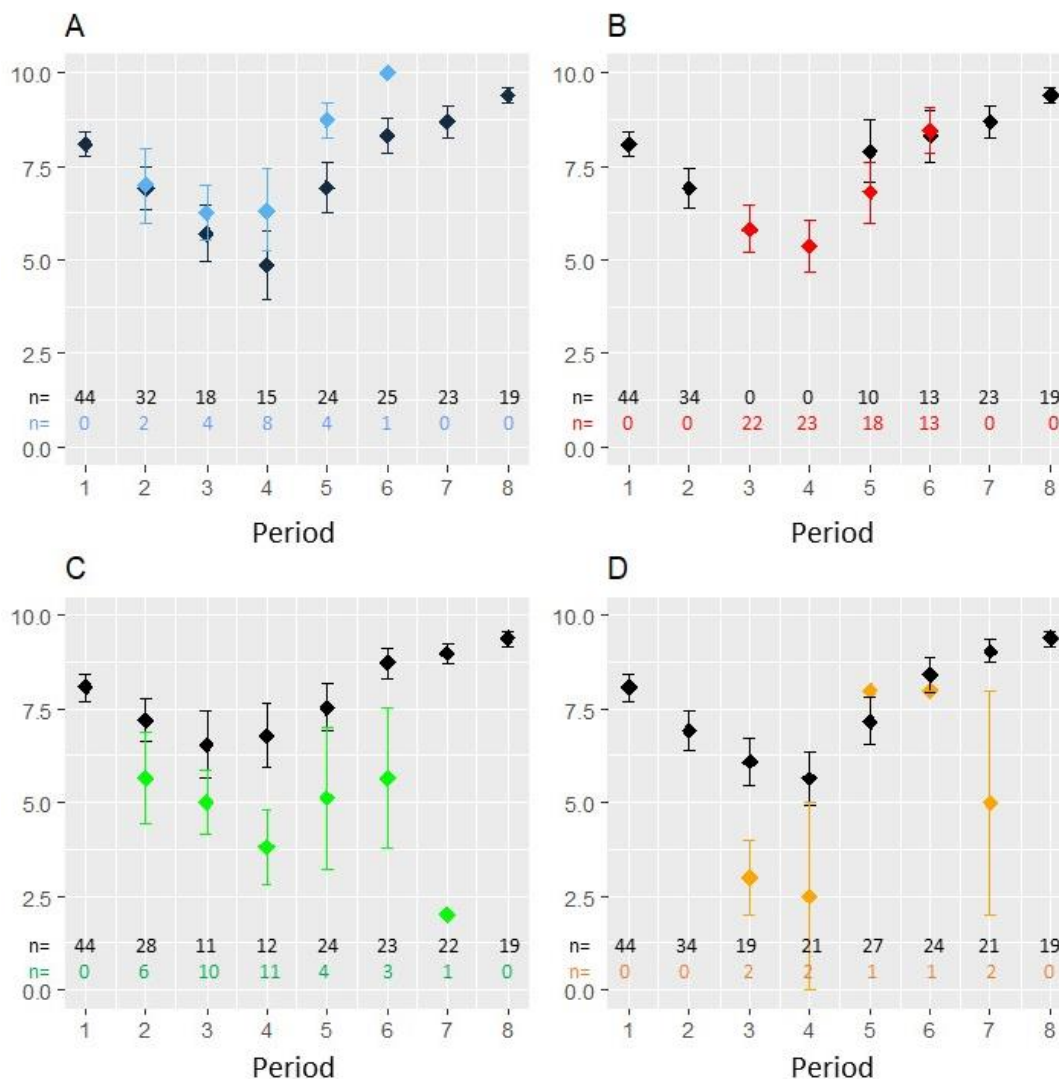 A
10.0
7.5
5.0
2.5
n= 44 32 18 15 24 25 23 19
n= 0 2 4 8 4 1 0 0
0.0
1 2 3 4 5 6 7 8
Period
B
10.0
7.5
5.0
2.5
n= 44 34 0 0 10 13 23 19
n= 0 0 22 23 18 13 0 0
0.0
1 2 3 4 5 6 7 8
Period
C
10.0
7.5
5.0
2.5
n= 44 28 11 12 24 23 22 19
n= 0 6 10 11 4 3 1 0
0.0
1 2 3 4 5 6 7 8
Period
D
10.0
7.5
5.0
2.5
n= 44 34 19 21 27 24 21 19
n= 0 0 2 2 1 1 2 0
0.0
1 2 3 4 5 6 7 8
Period